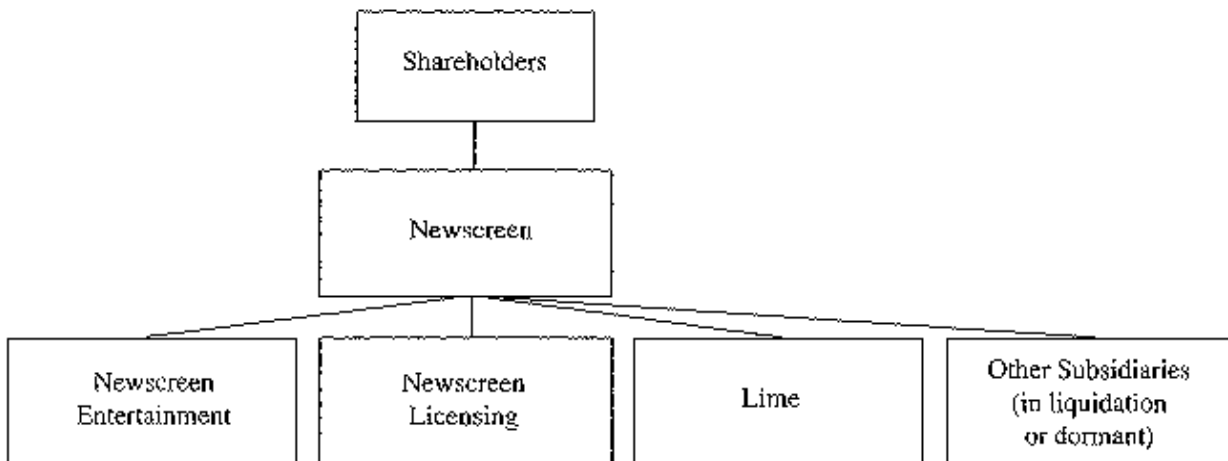 Shareholders
Newscreen
Newscreen
Entertainment
Newscreen
Licensing
Lime
Other Subsidiaries
(in liquidation
or dormant)